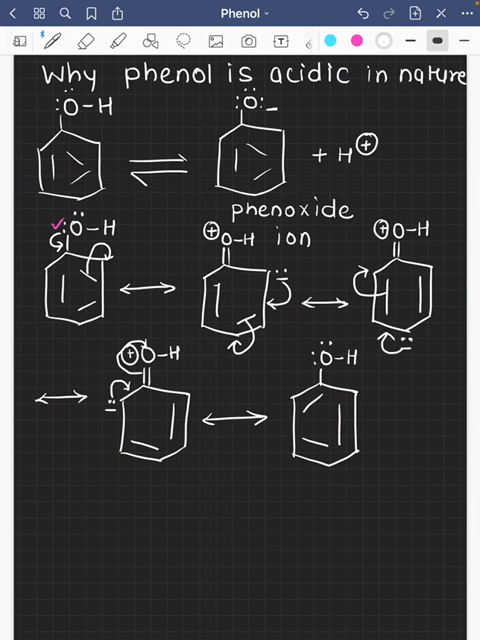 Phenol
Why phenol is acidic in nature
:Ö-H
:Ö:-
+ H⊕
phenoxide
ion
:Ö-H
⊕
O-H
⊕O-H
⊕O-H
:Ö-H